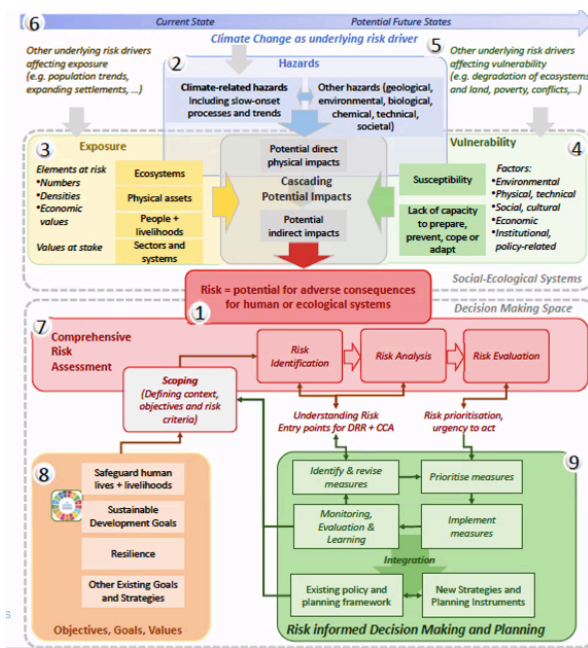 6
Current State
Potential Future States
Climate Change as underlying risk driver
Other underlying risk drivers
affecting exposure
(e.g. population trends,
expanding settlements, ...)
2
Hazards
Climate-related hazards
Including slow-onset
processes and trends
Other hazards (geological,
environmental, biological,
chemical, technical,
societal)
5
Other underlying risk drivers
affecting vulnerability
(e.g. degradation of ecosystems
and land, poverty, conflicts,...)
3
Exposure
Elements at risk
•Numbers
•Densities
•Economic
values
Values at stake
Ecosystems
Physical assets
People +
livelihoods
Sectors and
systems
Potential direct
physical impacts
Cascading
Potential Impacts
Potential
indirect impacts
Vulnerability
4
Susceptibility
Lack of capacity
to prepare,
prevent, cope or
adapt
Factors:
•Environmental
•Physical, technical
•Social, cultural
•Economic
•Institutional,
policy-related
Social-Ecological Systems
Risk = potential for adverse consequences
for human or ecological systems
1
Decision Making Space
7
Comprehensive
Risk
Assessment
Risk
Identification
Risk Analysis
Risk Evaluation
Scoping
(Defining context,
objectives and risk
criteria)
Understanding Risk
Entry points for DRR + CCA
Risk prioritisation,
urgency to act
8
Safeguard human
lives + livelihoods
Sustainable
Development Goals
Resilience
Other Existing Goals
and Strategies
Objectives, Goals, Values
9
Identify & revise
measures
Prioritise measures
Monitoring,
Evaluation &
Learning
Implement
measures
Integration
Existing policy and
planning framework
New Strategies and
Planning Instruments
Risk informed Decision Making and Planning